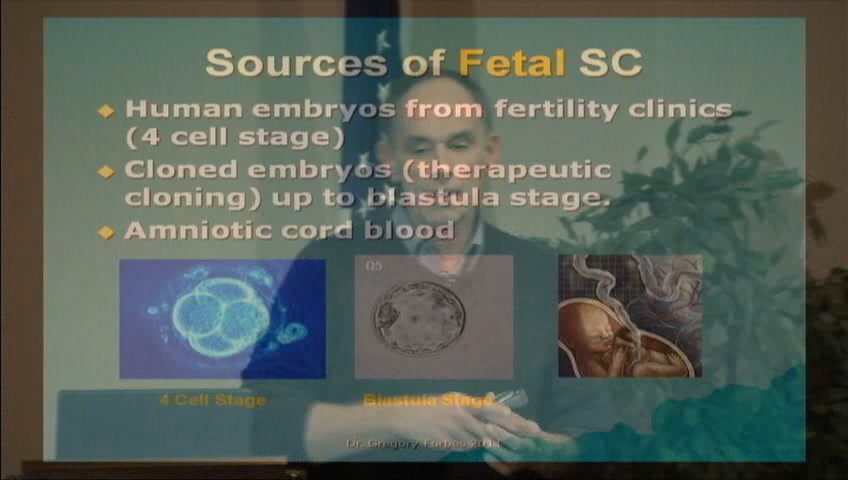 Sources of Fetal SC
Human embryos from fertility clinics
(4 cell stage)
Cloned embryos (therapeutic
cloning) up to blastula stage.
Amniotic cord blood
Q5
4 Cell Stage
Blastula Stage
Dr. Gregory Forbes